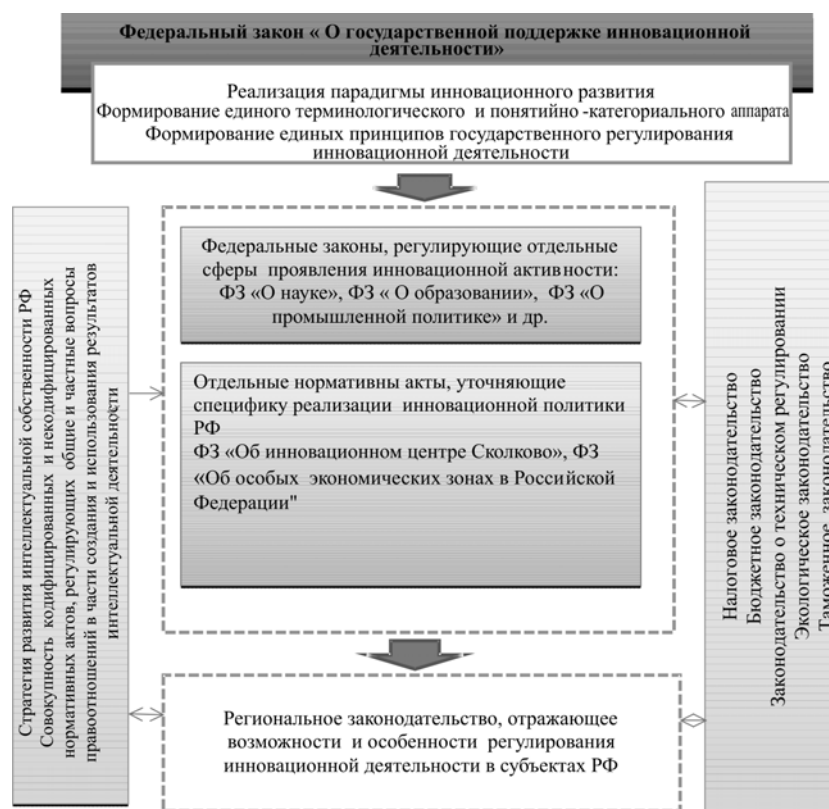 Федеральный закон « О государственной поддержке инновационной
деятельности»
Реализация парадигмы инновационного развития
Формирование единого терминологического и понятийно -категориального аппарата
Формирование единых принципов государственного регулирования
инновационной деятельности
Стратегия развития интеллектуальной собственности РФ
Совокупность кодифицированных и некодифицированных
нормативных актов, регулирующих общие и частные вопросы
правоотношений в части создания и использования результатов
интеллектуальной деятельности
Федеральные законы, регулирующие отдельные
сферы проявления инновационной активности:
ФЗ «О науке», ФЗ « О образовании», ФЗ «О
промышленной политике» и др.
Отдельные нормативны акты, уточняющие
специфику реализации инновационной политики
РФ
ФЗ «Об инновационном центре Сколково», ФЗ
«Об особых экономических зонах в Российской
Федерации"
Налоговое законодательство
Бюджетное законодательство
Законодательство о техническом регулировании
Экологическое законодательство
Таможенное законодательство
Региональное законодательство, отражающее
возможности и особенности регулирования
инновационной деятельности в субъектах РФ